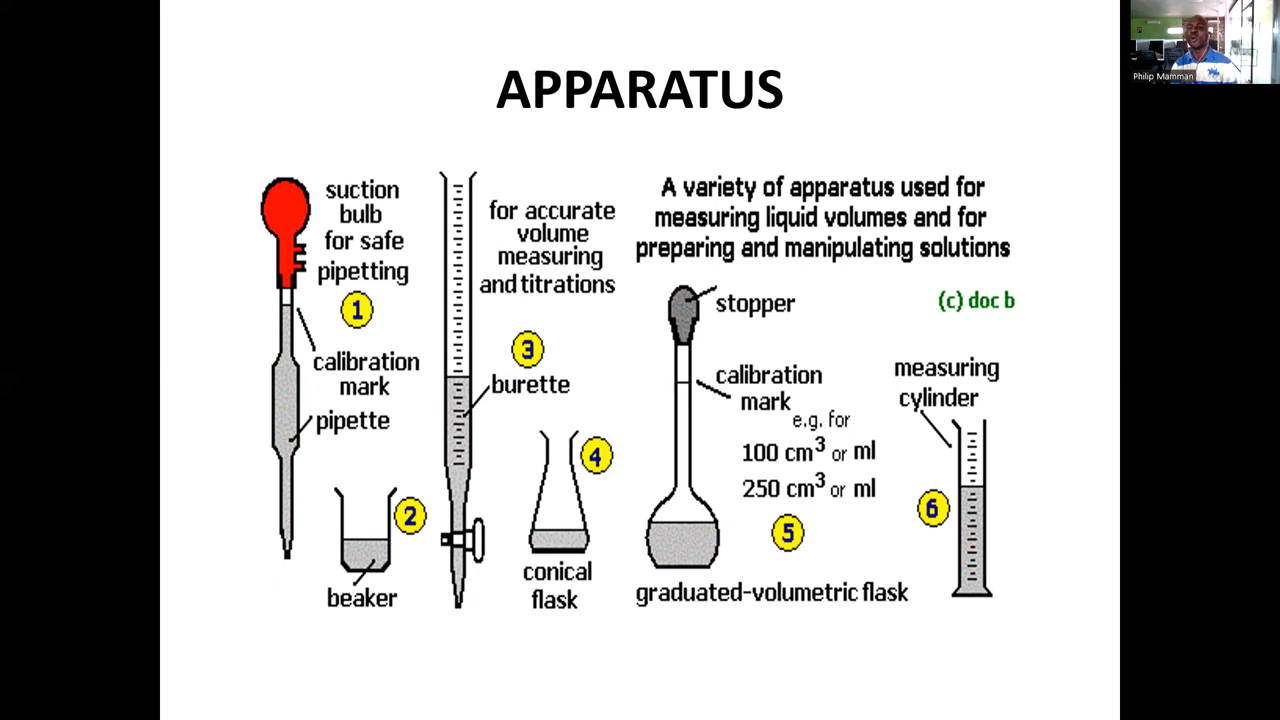 APPARATUS
suction
bulb
for safe
pipetting
1
calibration
mark
pipette
2
beaker
for accurate
volume
measuring
and titrations
3
burette
4
conical
flask
A variety of apparatus used for
measuring liquid volumes and for
preparing and manipulating solutions
(c) doc b
stopper
calibration
mark
e.g. for
100 cm³ or ml
250 cm³ or ml
5
graduated-volumetric flask
measuring
cylinder
6
Philip Mamman